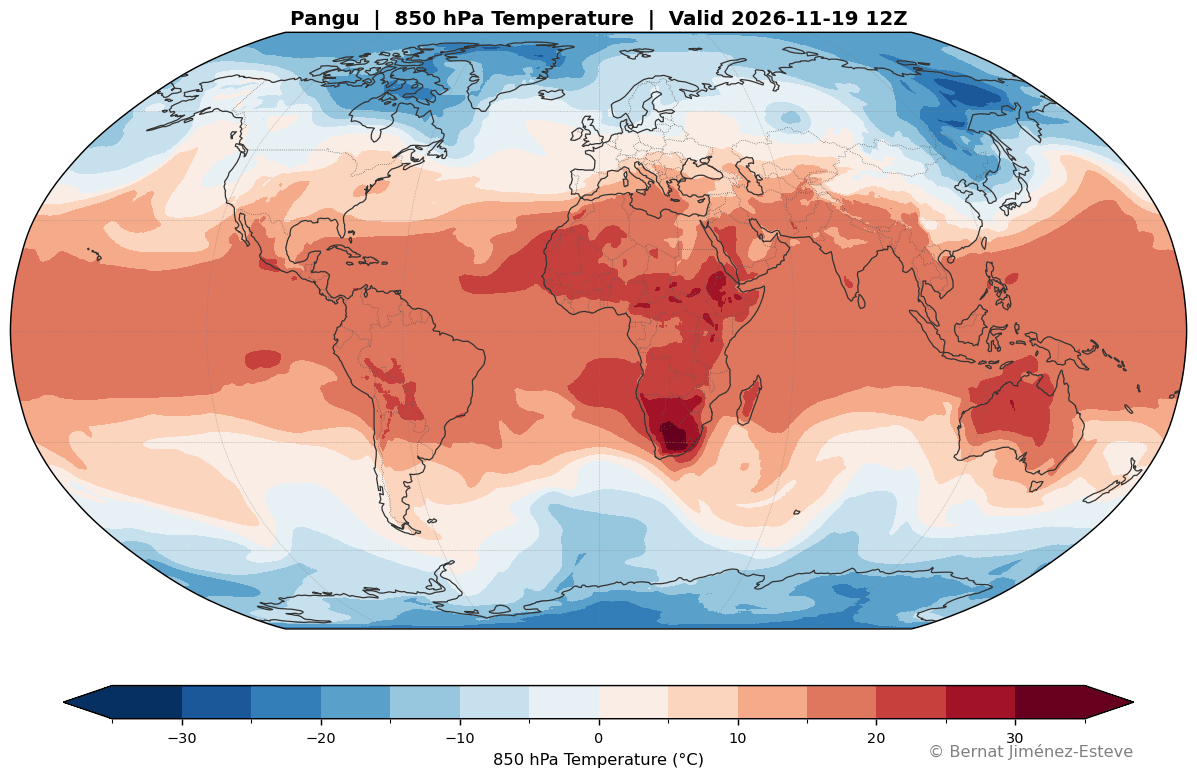 Pangu | 850 hPa Temperature | Valid 2026-11-19 12Z
−30 −20 −10 0 10 20 30
850 hPa Temperature (°C)
© Bernat Jiménez-Esteve